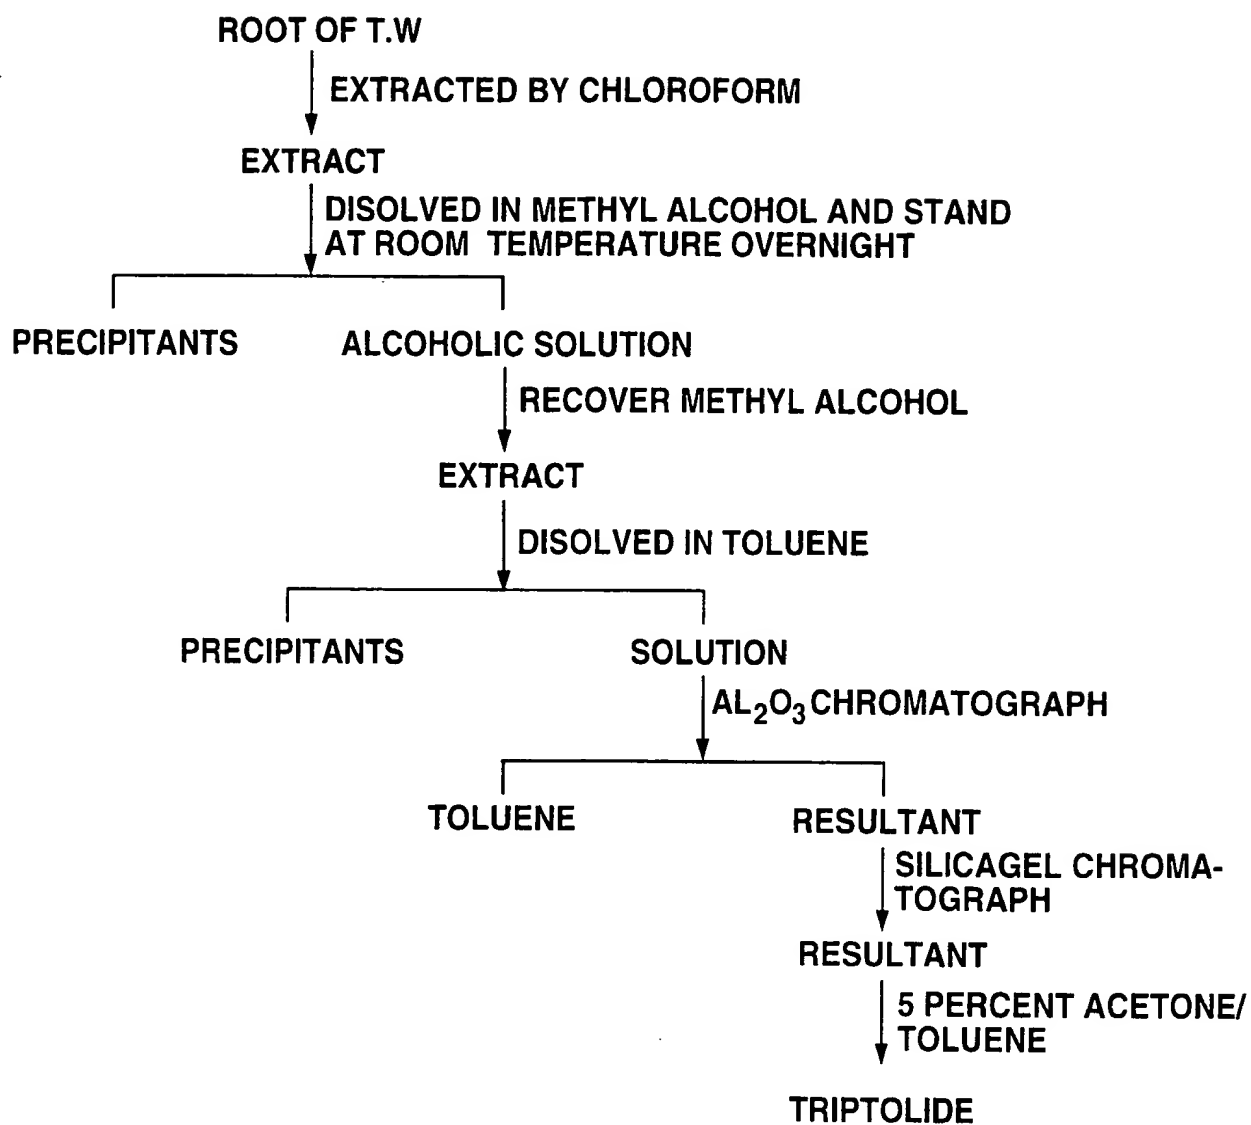 ROOT OF T.W
EXTRACTED BY CHLOROFORM
EXTRACT
DISOLVED IN METHYL ALCOHOL AND STAND
AT ROOM TEMPERATURE OVERNIGHT
PRECIPITANTS
ALCOHOLIC SOLUTION
RECOVER METHYL ALCOHOL
EXTRACT
DISOLVED IN TOLUENE
PRECIPITANTS
SOLUTION
AL₂O₃ CHROMATOGRAPH
TOLUENE
RESULTANT
SILICAGEL CHROMA-
TOGRAPH
RESULTANT
5 PERCENT ACETONE/
TOLUENE
TRIPTOLIDE